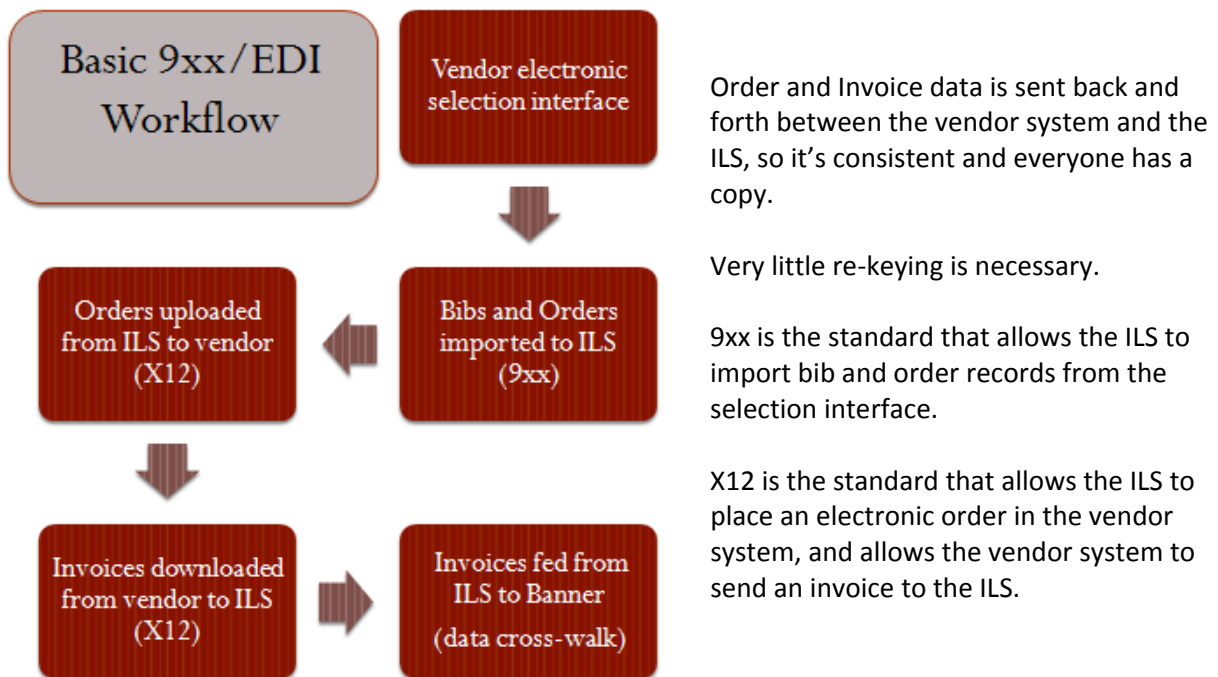 Basic 9xx/EDI
Workflow
Vendor electronic
selection interface
Bibs and Orders
imported to ILS
(9xx)
Orders uploaded
from ILS to vendor
(X12)
Invoices downloaded
from vendor to ILS
(X12)
Invoices fed from
ILS to Banner
(data cross-walk)
Order and Invoice data is sent back and
forth between the vendor system and the
ILS, so it’s consistent and everyone has a
copy.
Very little re-keying is necessary.
9xx is the standard that allows the ILS to
import bib and order records from the
selection interface.
X12 is the standard that allows the ILS to
place an electronic order in the vendor
system, and allows the vendor system to
send an invoice to the ILS.